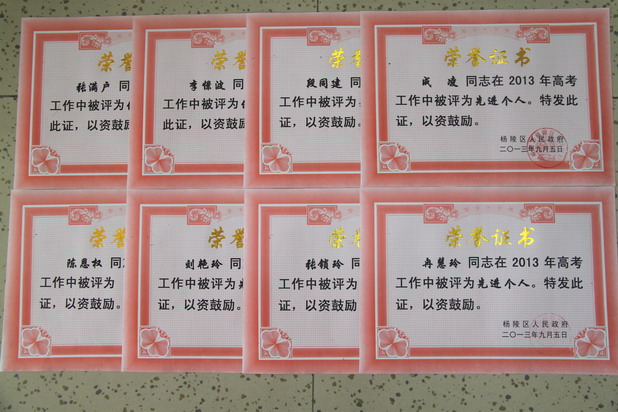 荣誉
张满户 同
工作中被评为
此证，以资鼓励。
荣誉
李 波 同
工作中被评为
此证，以资鼓励。
荣誉
段同建 同
工作中被评为
证，以资鼓励。
荣誉证书
成 凌 同志在 2013 年高考
工作中被评为先进个人。特发此
证，以资鼓励。
杨陵区人民政府
二〇一三年九月五日
荣誉
陈恩权 同
工作中被评为
证，以资鼓励。
荣誉
刘艳玲 同
工作中被评为
证，以资鼓励。
荣誉
张锁玲 同
工作中被评为
证，以资鼓励。
荣誉证书
冉慧玲 同志在 2013 年高考
工作中被评为先进个人。特发此
证，以资鼓励。
杨陵区人民政府
二〇一三年九月五日